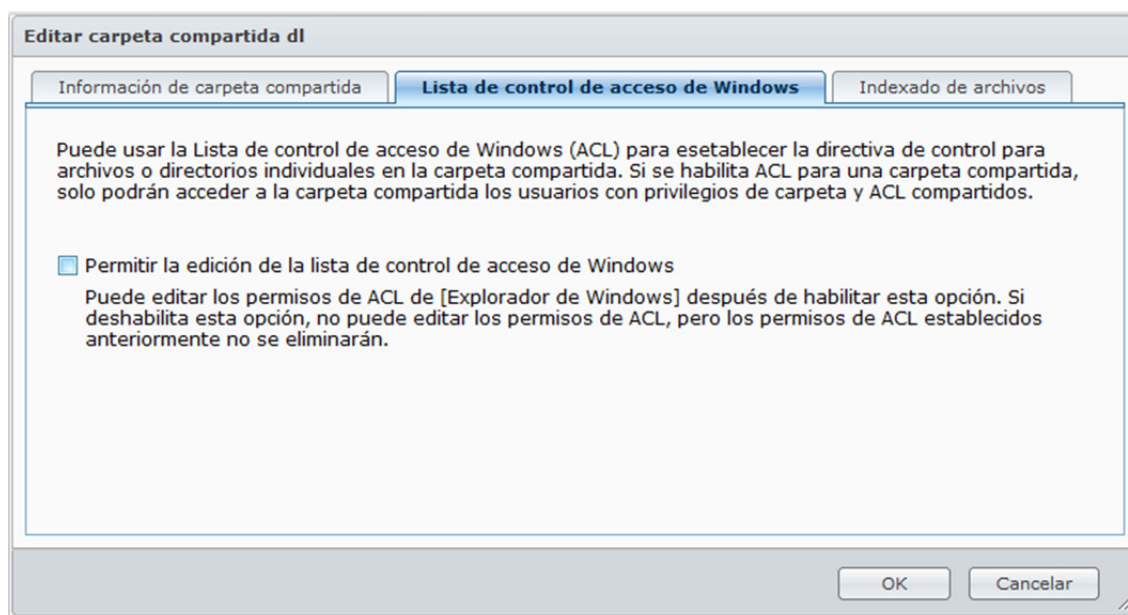 Editar carpeta compartida dl
Información de carpeta compartida
Lista de control de acceso de Windows
Indexado de archivos
Puede usar la Lista de control de acceso de Windows (ACL) para esetablecer la directiva de control para
archivos o directorios individuales en la carpeta compartida. Si se habilita ACL para una carpeta compartida,
solo podrán acceder a la carpeta compartida los usuarios con privilegios de carpeta y ACL compartidos.
Permitir la edición de la lista de control de acceso de Windows
Puede editar los permisos de ACL de [Explorador de Windows] después de habilitar esta opción. Si
deshabilita esta opción, no puede editar los permisos de ACL, pero los permisos de ACL establecidos
anteriormente no se eliminarán.
OK
Cancelar